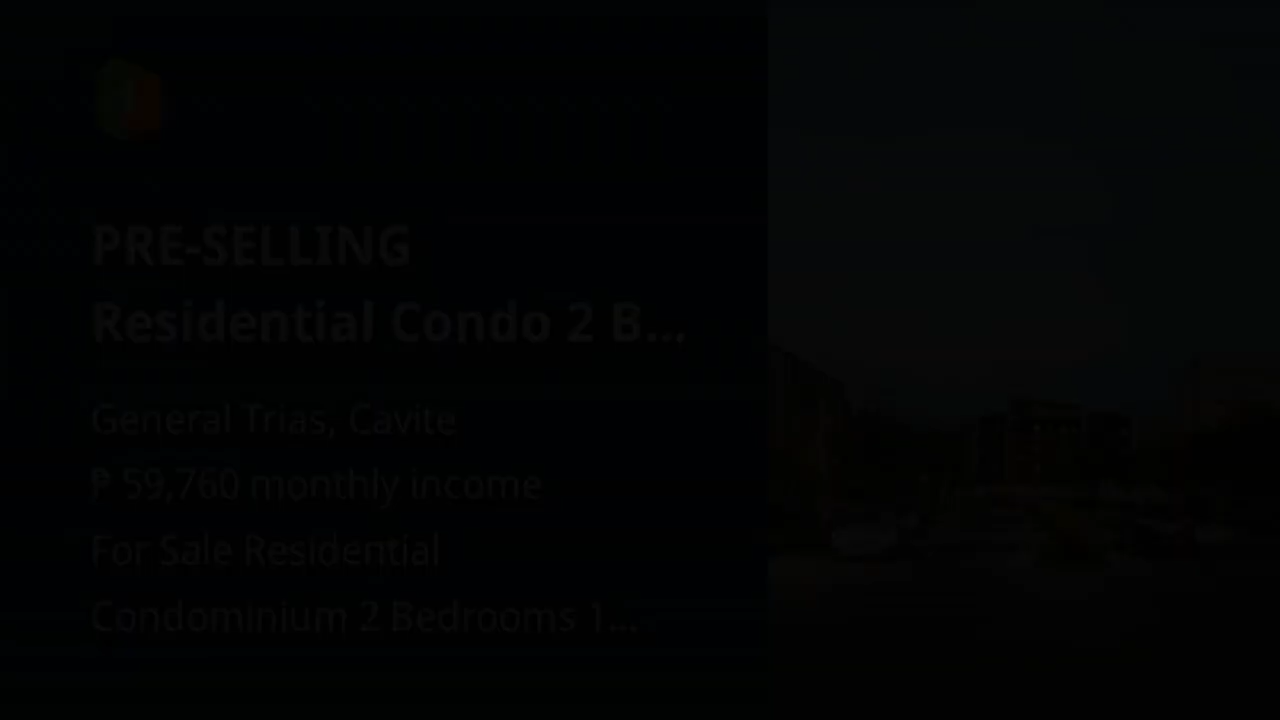 PRE-SELLING
Residential Condo 2 B...
General Trias, Cavite
₱ 59,760 monthly income
For Sale Residential
Condominium 2 Bedrooms 1...